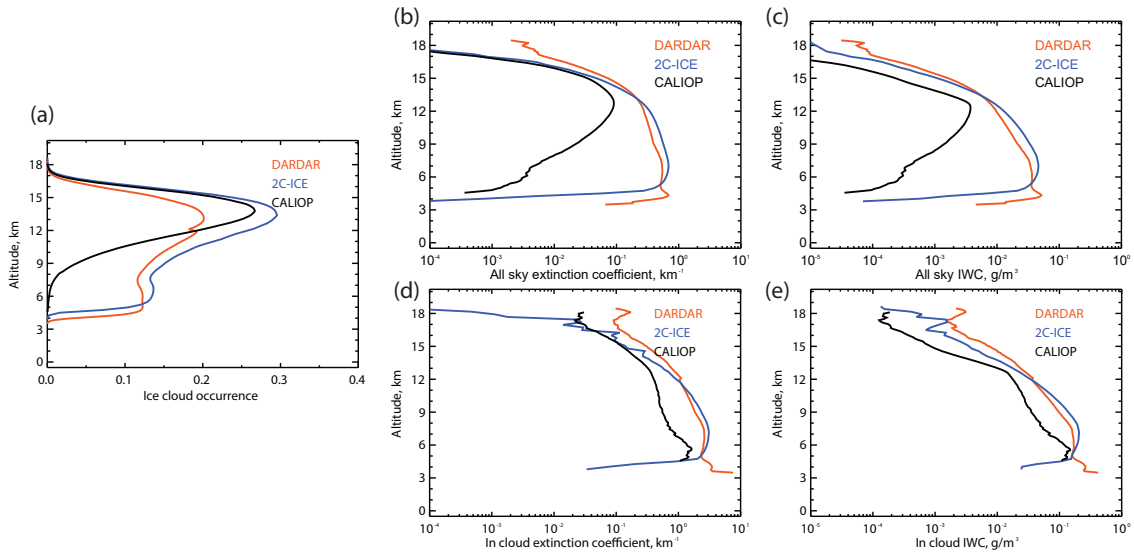 (a)
Altitude, km
18
15
12
9
6
3
0
0.0 0.1 0.2 0.3 0.4
Ice cloud occurrence
DARDAR
2C-ICE
CALIOP
(b)
Altitude, km
18
15
12
9
6
3
0
10-4 10-3 10-2 10-1 100 101
All sky extinction coefficient, km-1
DARDAR
2C-ICE
CALIOP
(c)
Altitude, km
18
15
12
9
6
3
0
10-5 10-4 10-3 10-2 10-1 100
All sky IWC, g/m3
DARDAR
2C-ICE
CALIOP
(d)
Altitude, km
18
15
12
9
6
3
0
10-4 10-3 10-2 10-1 100 101
In cloud extinction coefficient, km-1
DARDAR
2C-ICE
CALIOP
(e)
Altitude, km
18
15
12
9
6
3
0
10-5 10-4 10-3 10-2 10-1 100
In cloud IWC, g/m3
DARDAR
2C-ICE
CALIOP